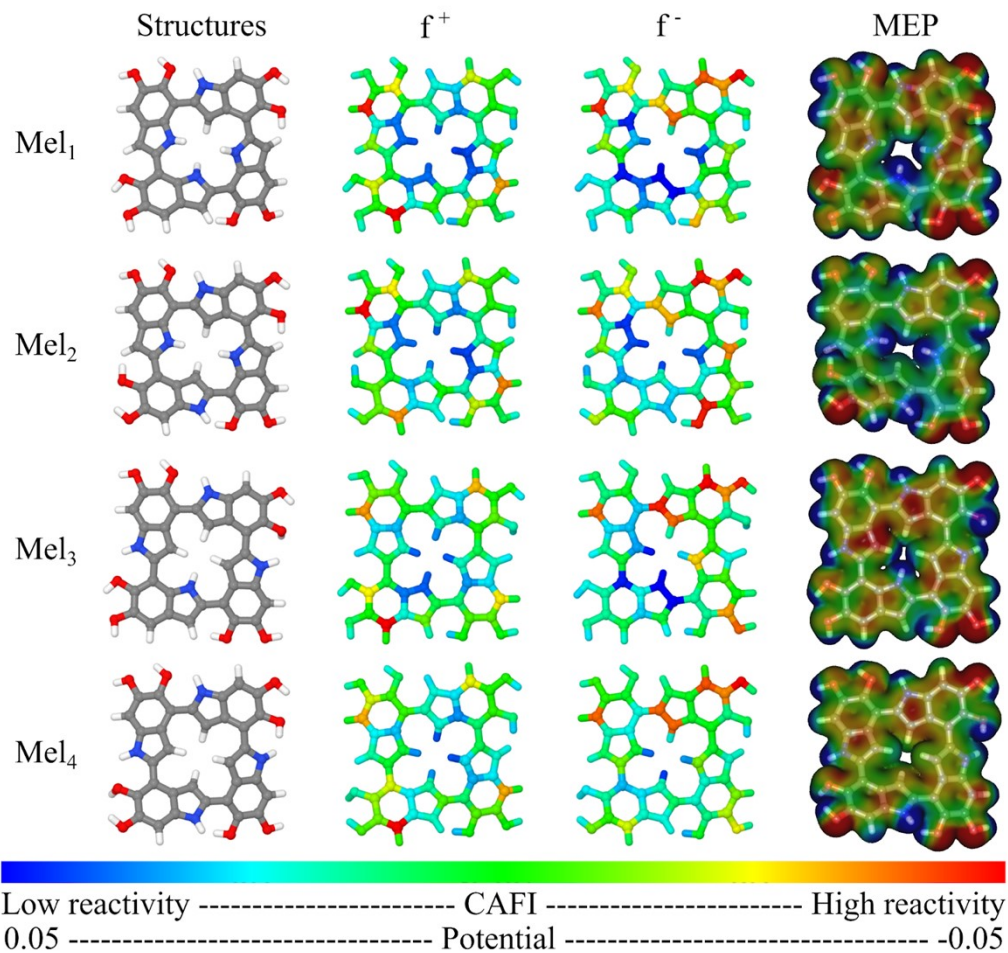 Structures f + f - MEP
Mel1
Mel2
Mel3
Mel4
Low reactivity -------------------- CAFI -------------------- High reactivity
0.05 -------------------------- Potential -------------------------- -0.05